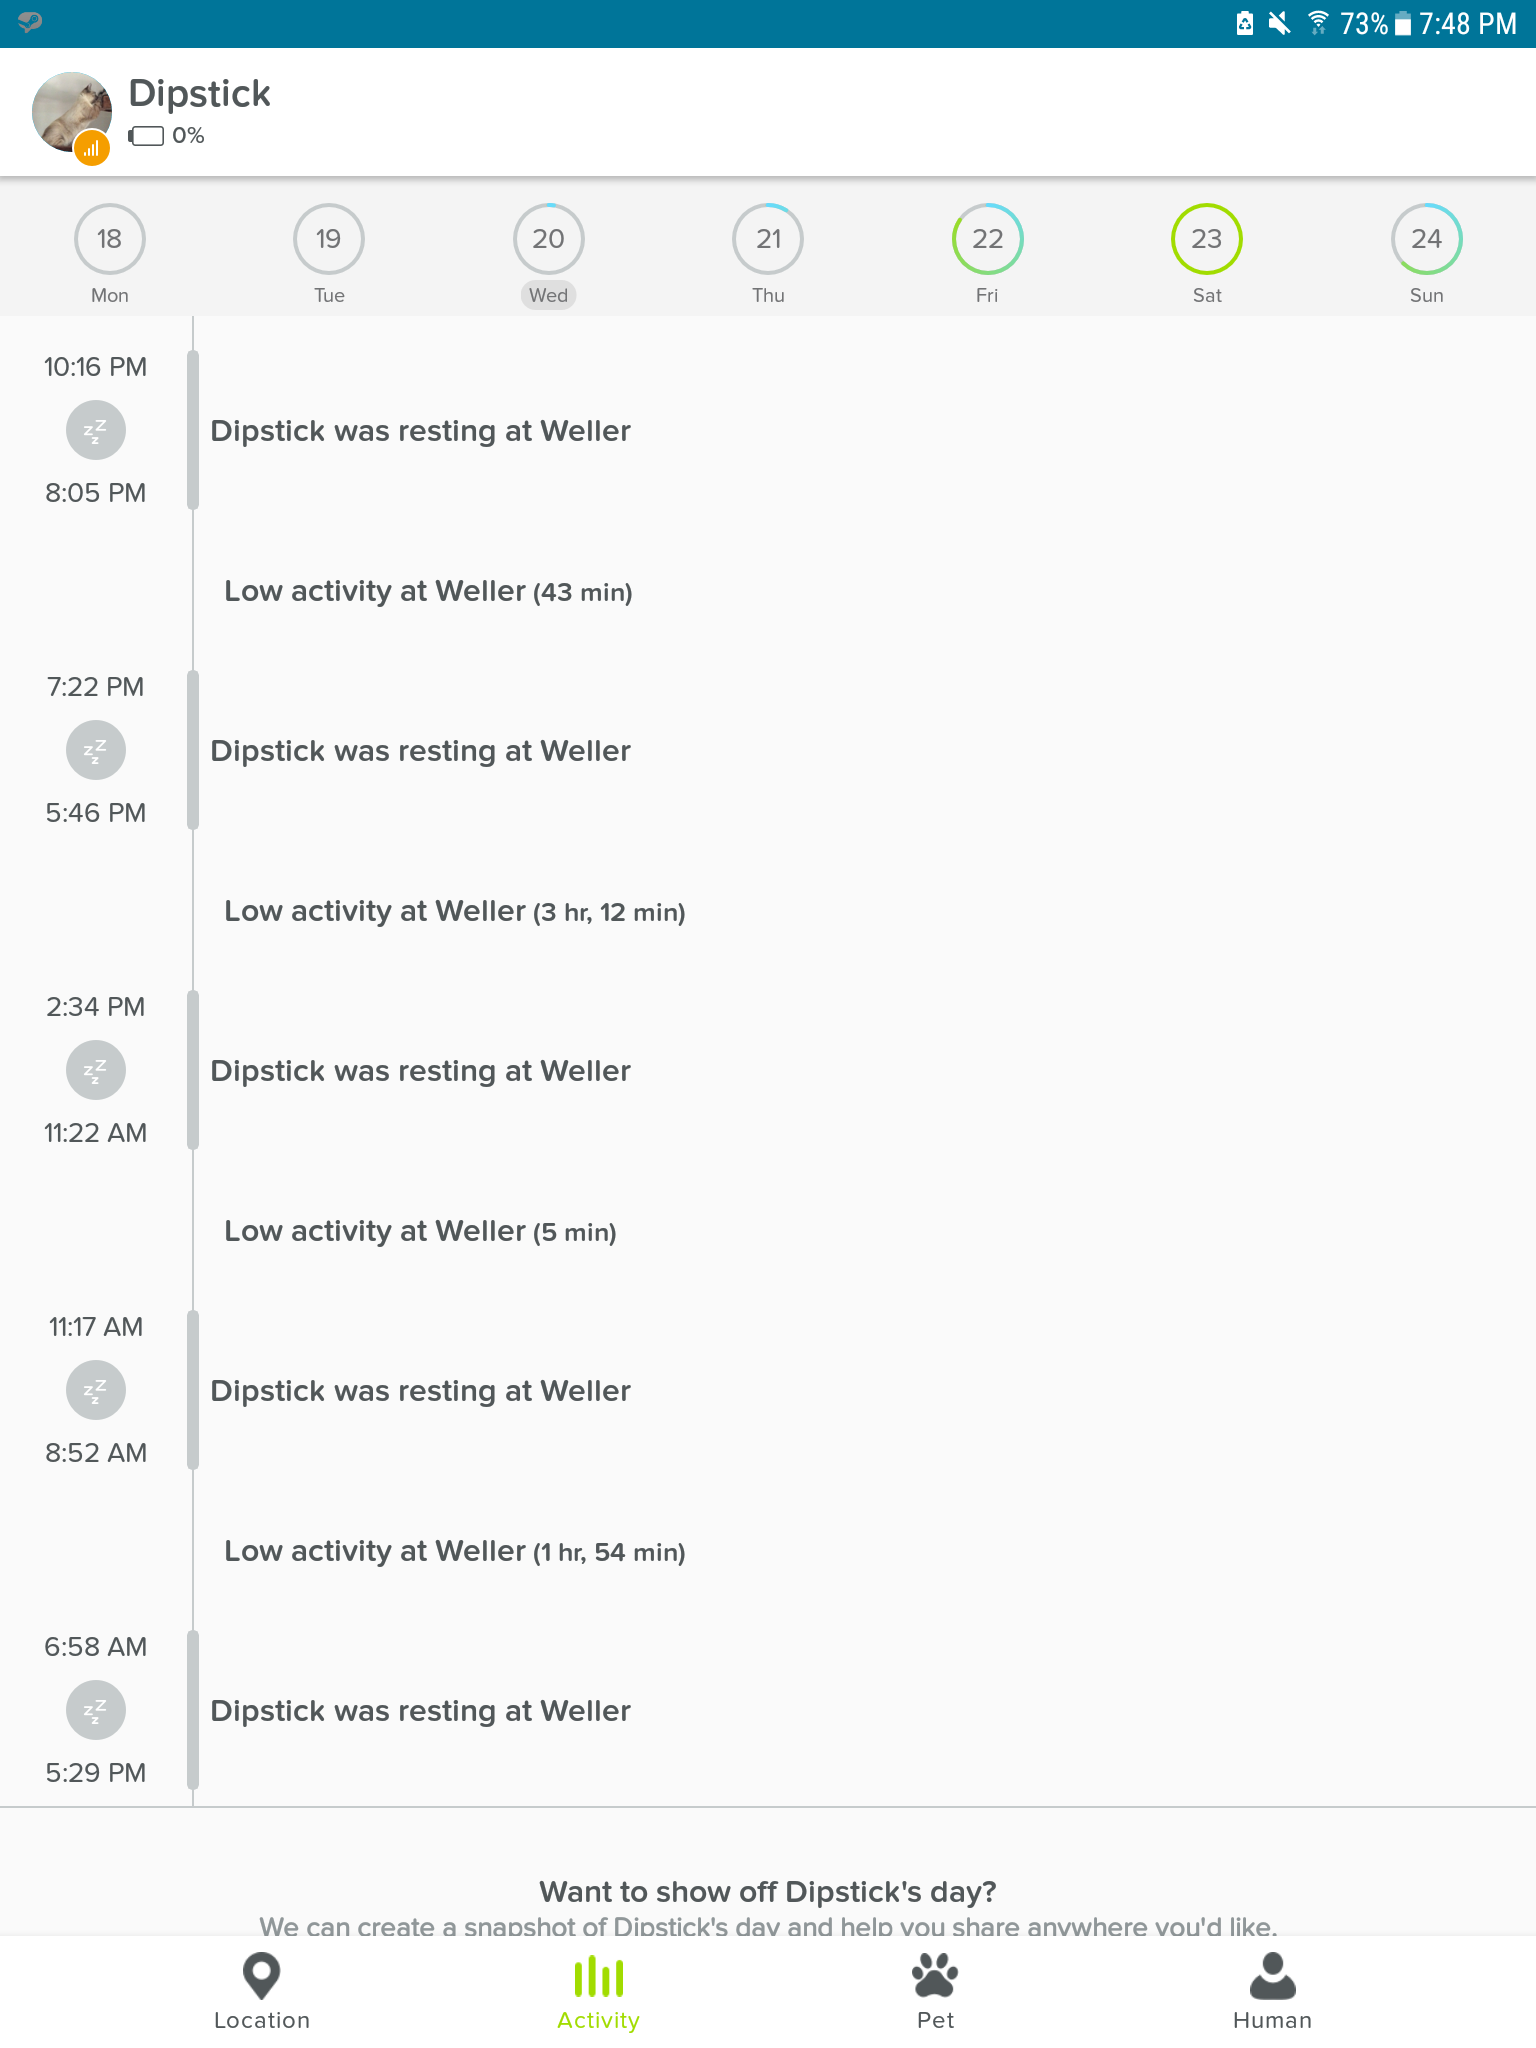 73% 7:48 PM
Dipstick
0%
18 19 20 21 22 23 24
Mon Tue Wed Thu Fri Sat Sun
10:16 PM
zZz
Dipstick was resting at Weller
8:05 PM
Low activity at Weller (43 min)
7:22 PM
zZz
Dipstick was resting at Weller
5:46 PM
Low activity at Weller (3 hr, 12 min)
2:34 PM
zZz
Dipstick was resting at Weller
11:22 AM
Low activity at Weller (5 min)
11:17 AM
zZz
Dipstick was resting at Weller
8:52 AM
Low activity at Weller (1 hr, 54 min)
6:58 AM
zZz
Dipstick was resting at Weller
5:29 PM
Want to show off Dipstick's day?
We can create a snapshot of Dipstick's day and help you share anywhere you'd like.
Location Activity Pet Human